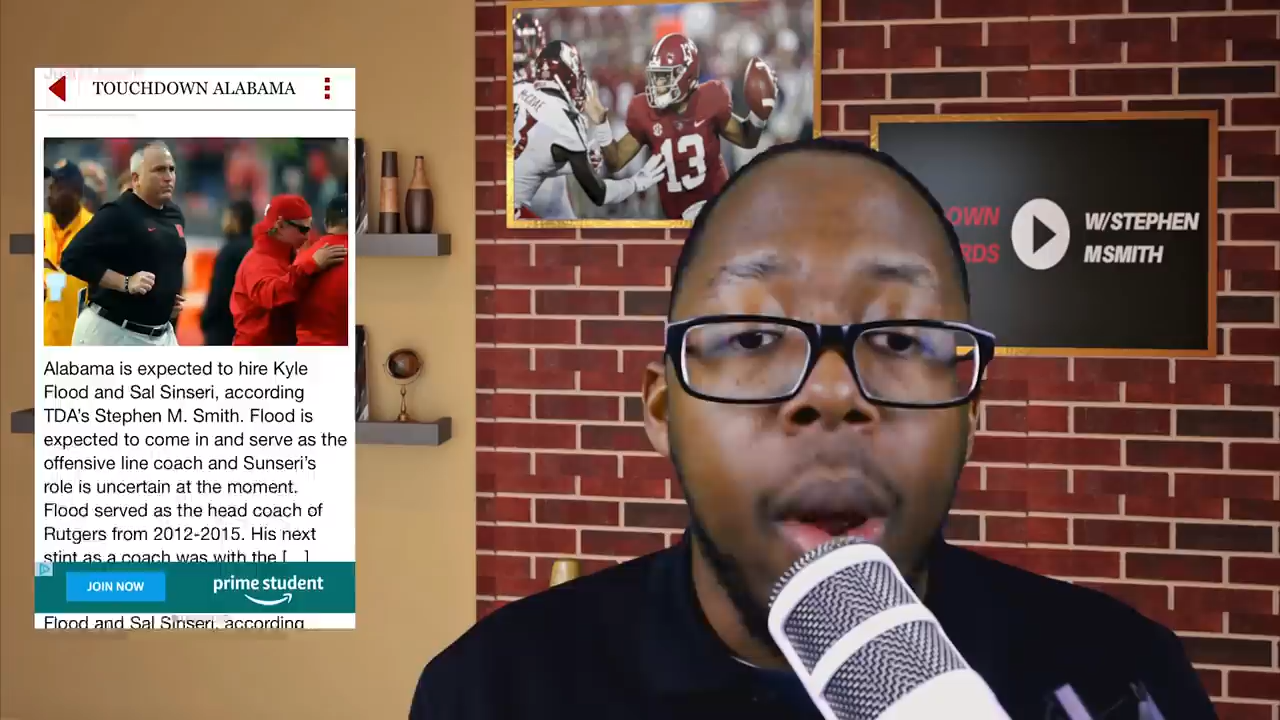 TOUCHDOWN ALABAMA
Alabama is expected to hire Kyle
Flood and Sal Sinseri, according
TDA's Stephen M. Smith. Flood is
expected to come in and serve as the
offensive line coach and Sunseri's
role is uncertain at the moment.
Flood served as the head coach of
Rutgers from 2012-2015. His next
stint as a coach was with the [...]
JOIN NOW
prime student
Flood and Sal Sinseri, according
13
OWN
RDS
W/STEPHEN
MSMITH